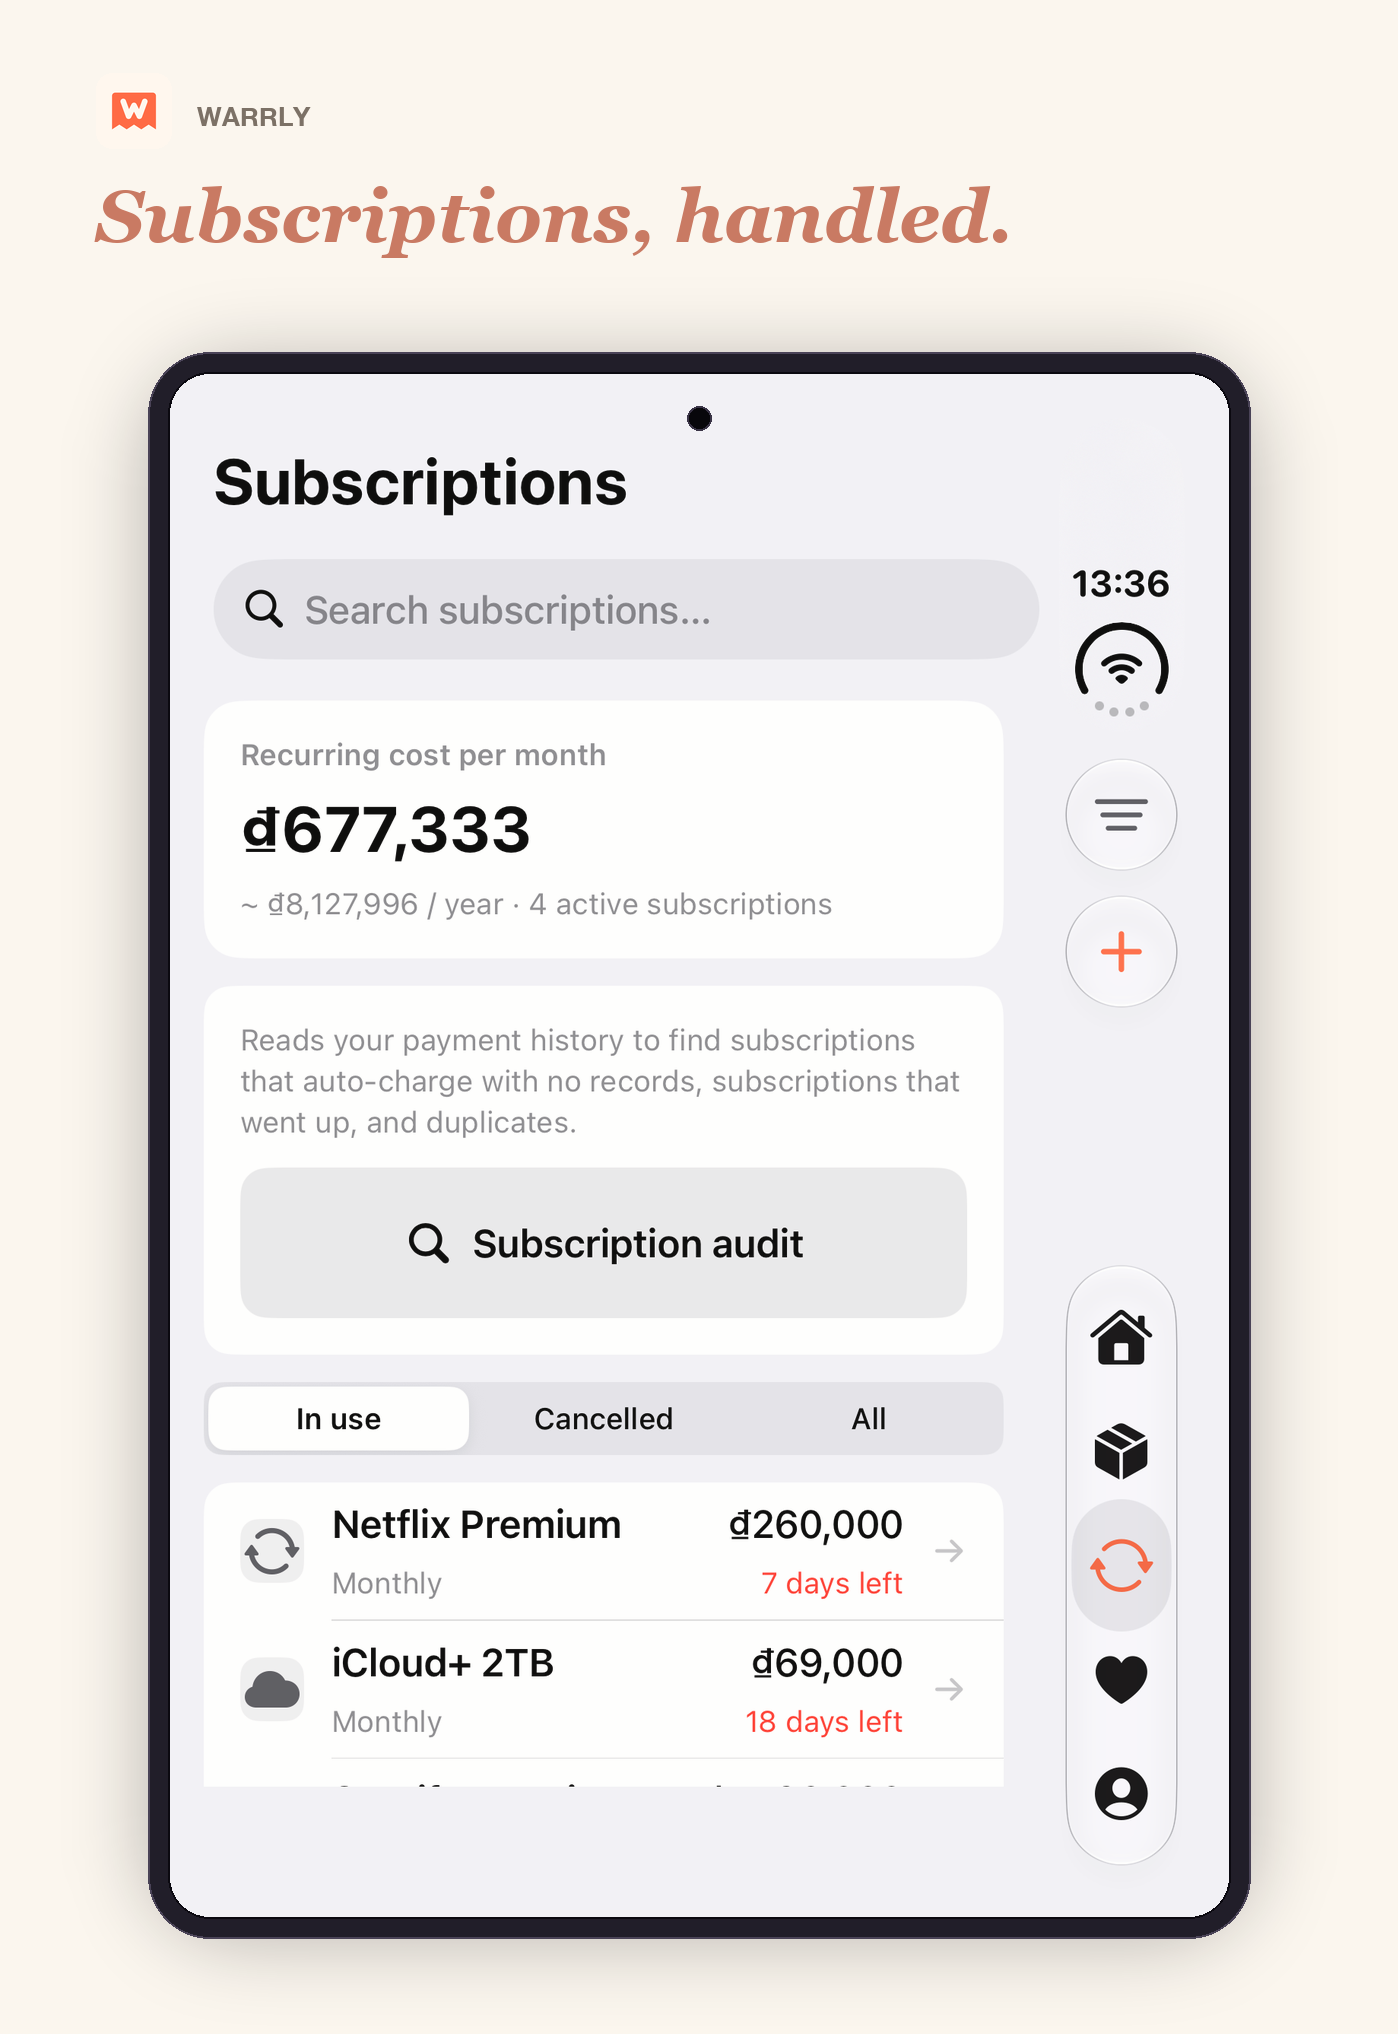 WARRLY
Subscriptions, handled.
Subscriptions
Search subscriptions...
13:36
Recurring cost per month
₫677,333
~ ₫8,127,996 / year · 4 active subscriptions
Reads your payment history to find subscriptions
that auto-charge with no records, subscriptions that
went up, and duplicates.
Subscription audit
In use
Cancelled
All
Netflix Premium
₫260,000
Monthly
7 days left
iCloud+ 2TB
₫69,000
Monthly
18 days left